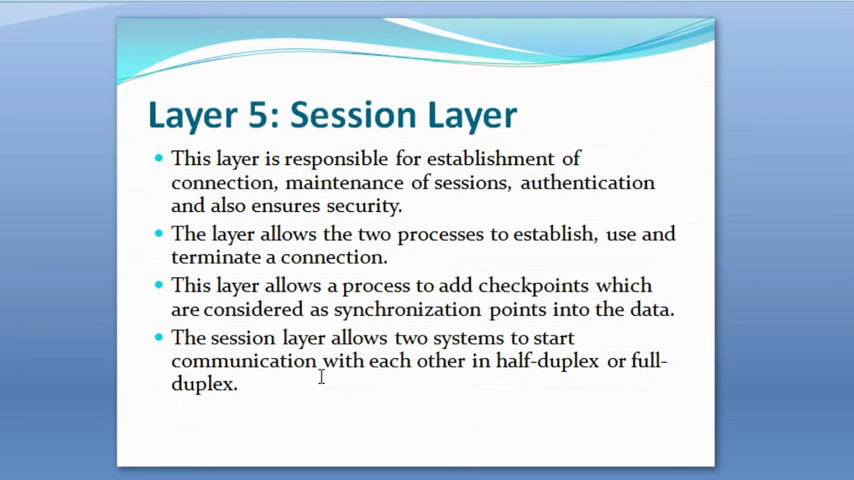 Layer 5: Session Layer
This layer is responsible for establishment of
connection, maintenance of sessions, authentication
and also ensures security.
The layer allows the two processes to establish, use and
terminate a connection.
This layer allows a process to add checkpoints which
are considered as synchronization points into the data.
The session layer allows two systems to start
communication with each other in half-duplex or full-
duplex.